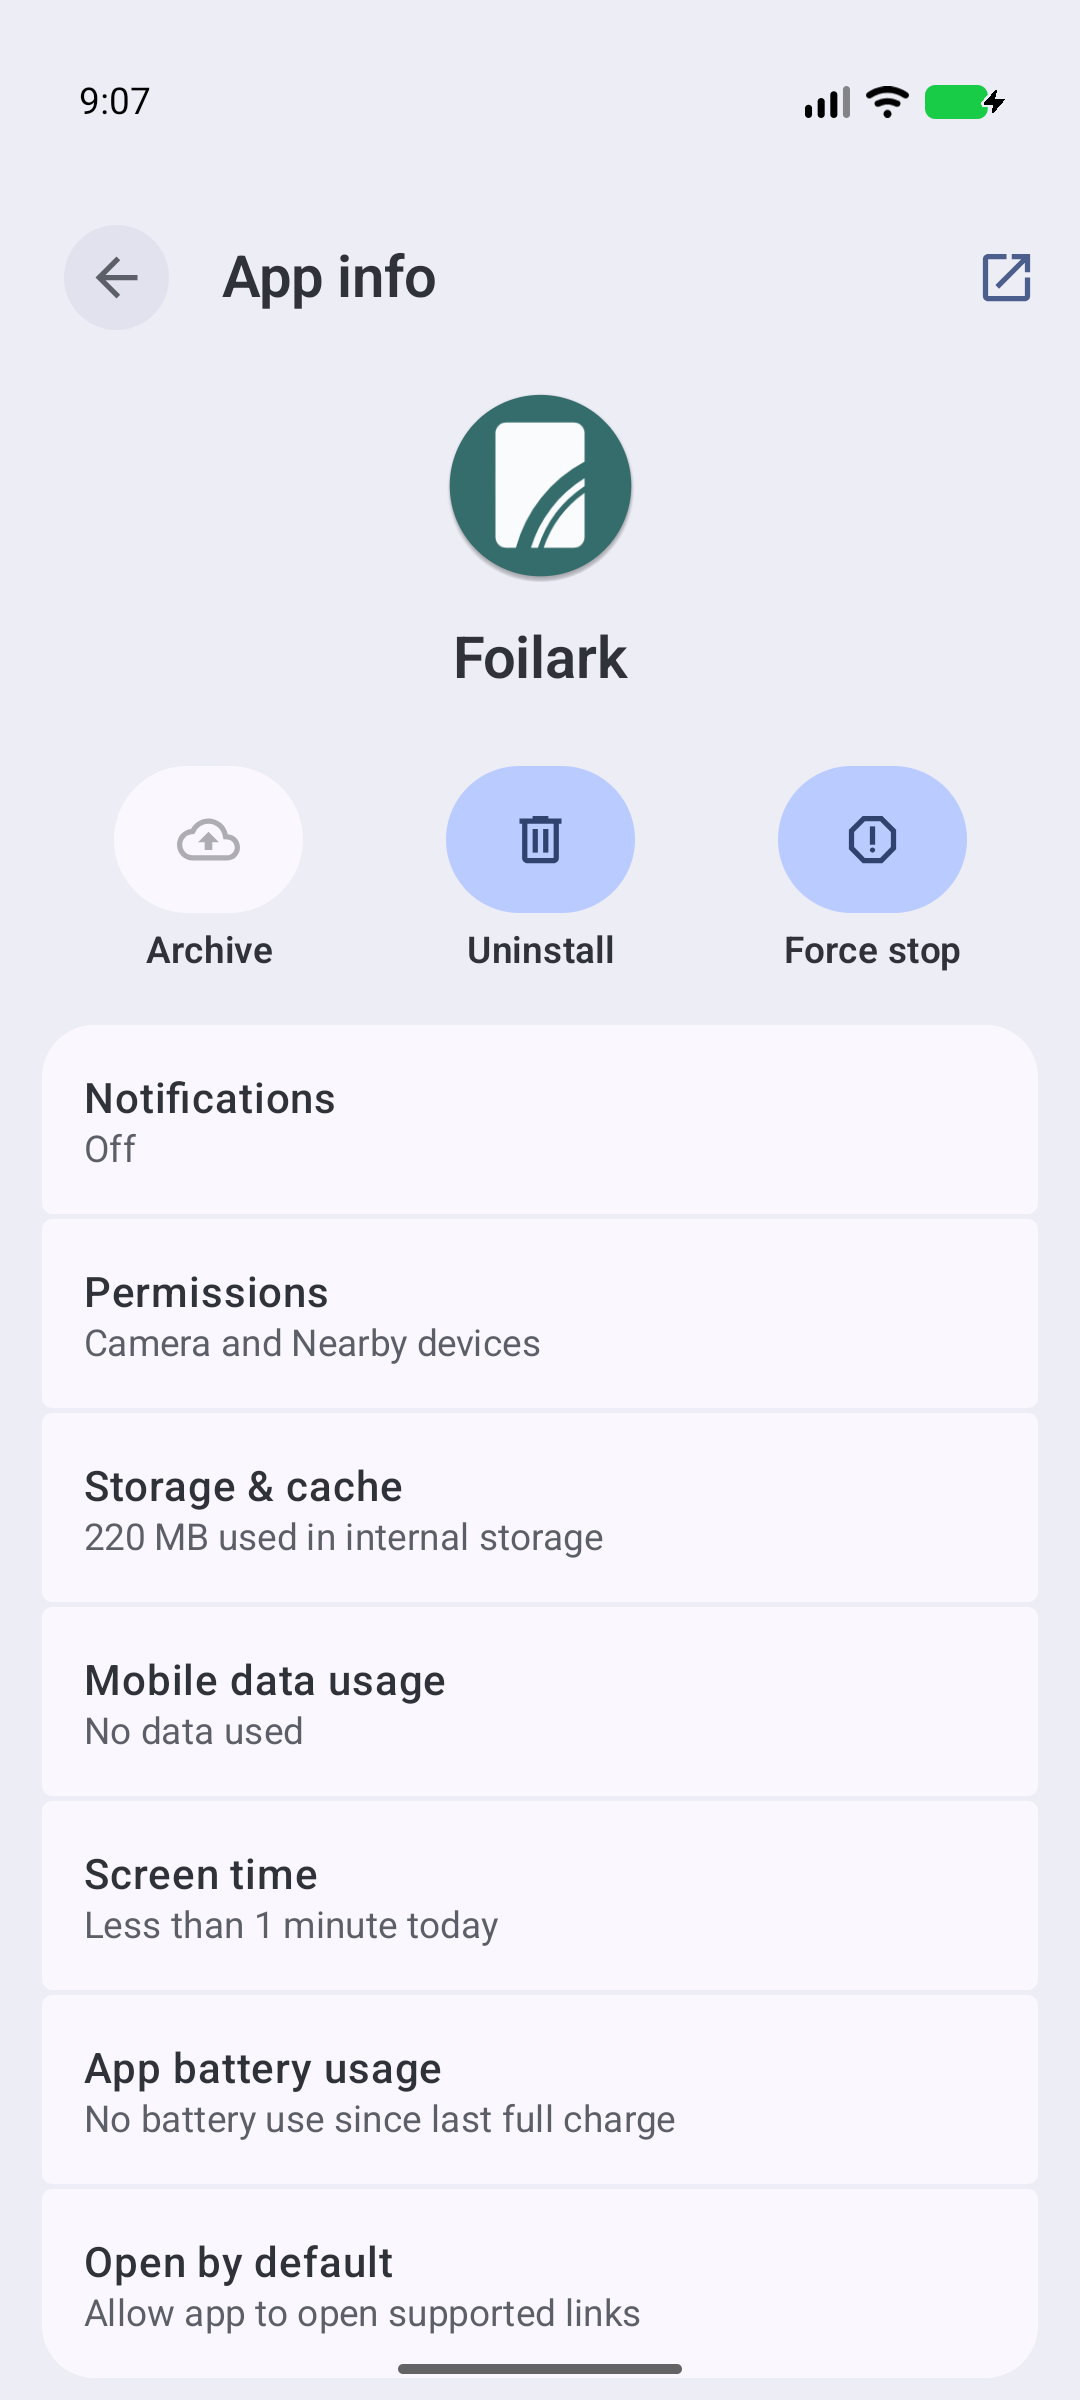 9:07
App info
Foilark
Archive
Uninstall
Force stop
Notifications
Off
Permissions
Camera and Nearby devices
Storage & cache
220 MB used in internal storage
Mobile data usage
No data used
Screen time
Less than 1 minute today
App battery usage
No battery use since last full charge
Open by default
Allow app to open supported links